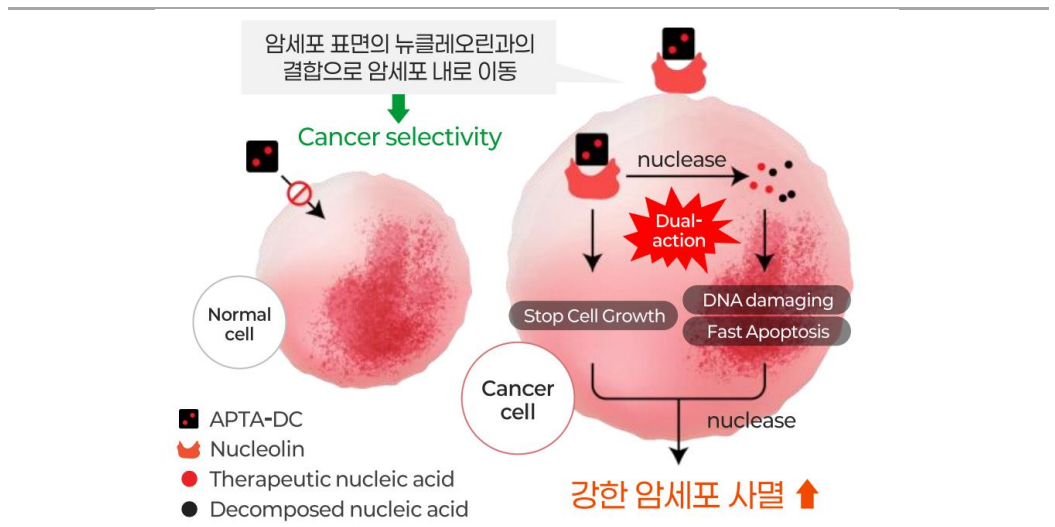 암세포 표면의 뉴클레오린과의
결합으로 암세포 내로 이동
Cancer selectivity
nuclease
Dual-
action
Normal
cell
Stop Cell Growth
DNA damaging
Fast Apoptosis
Cancer
cell
nuclease
APTA-DC
Nucleolin
Therapeutic nucleic acid
Decomposed nucleic acid
강한 암세포 사멸